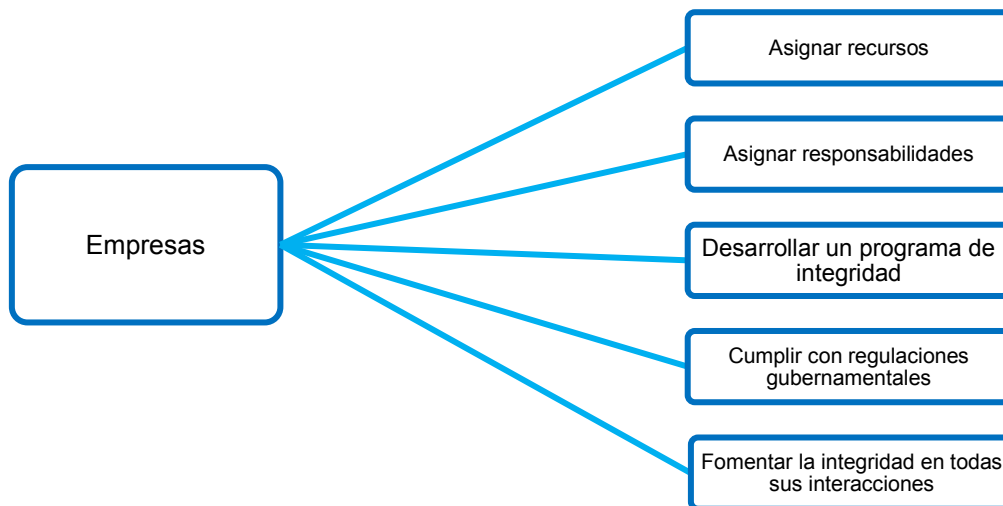 Asignar recursos
Asignar responsabilidades
Empresas
Desarrollar un programa de
integridad
Cumplir con regulaciones
gubernamentales
Fomentar la integridad en todas
sus interacciones